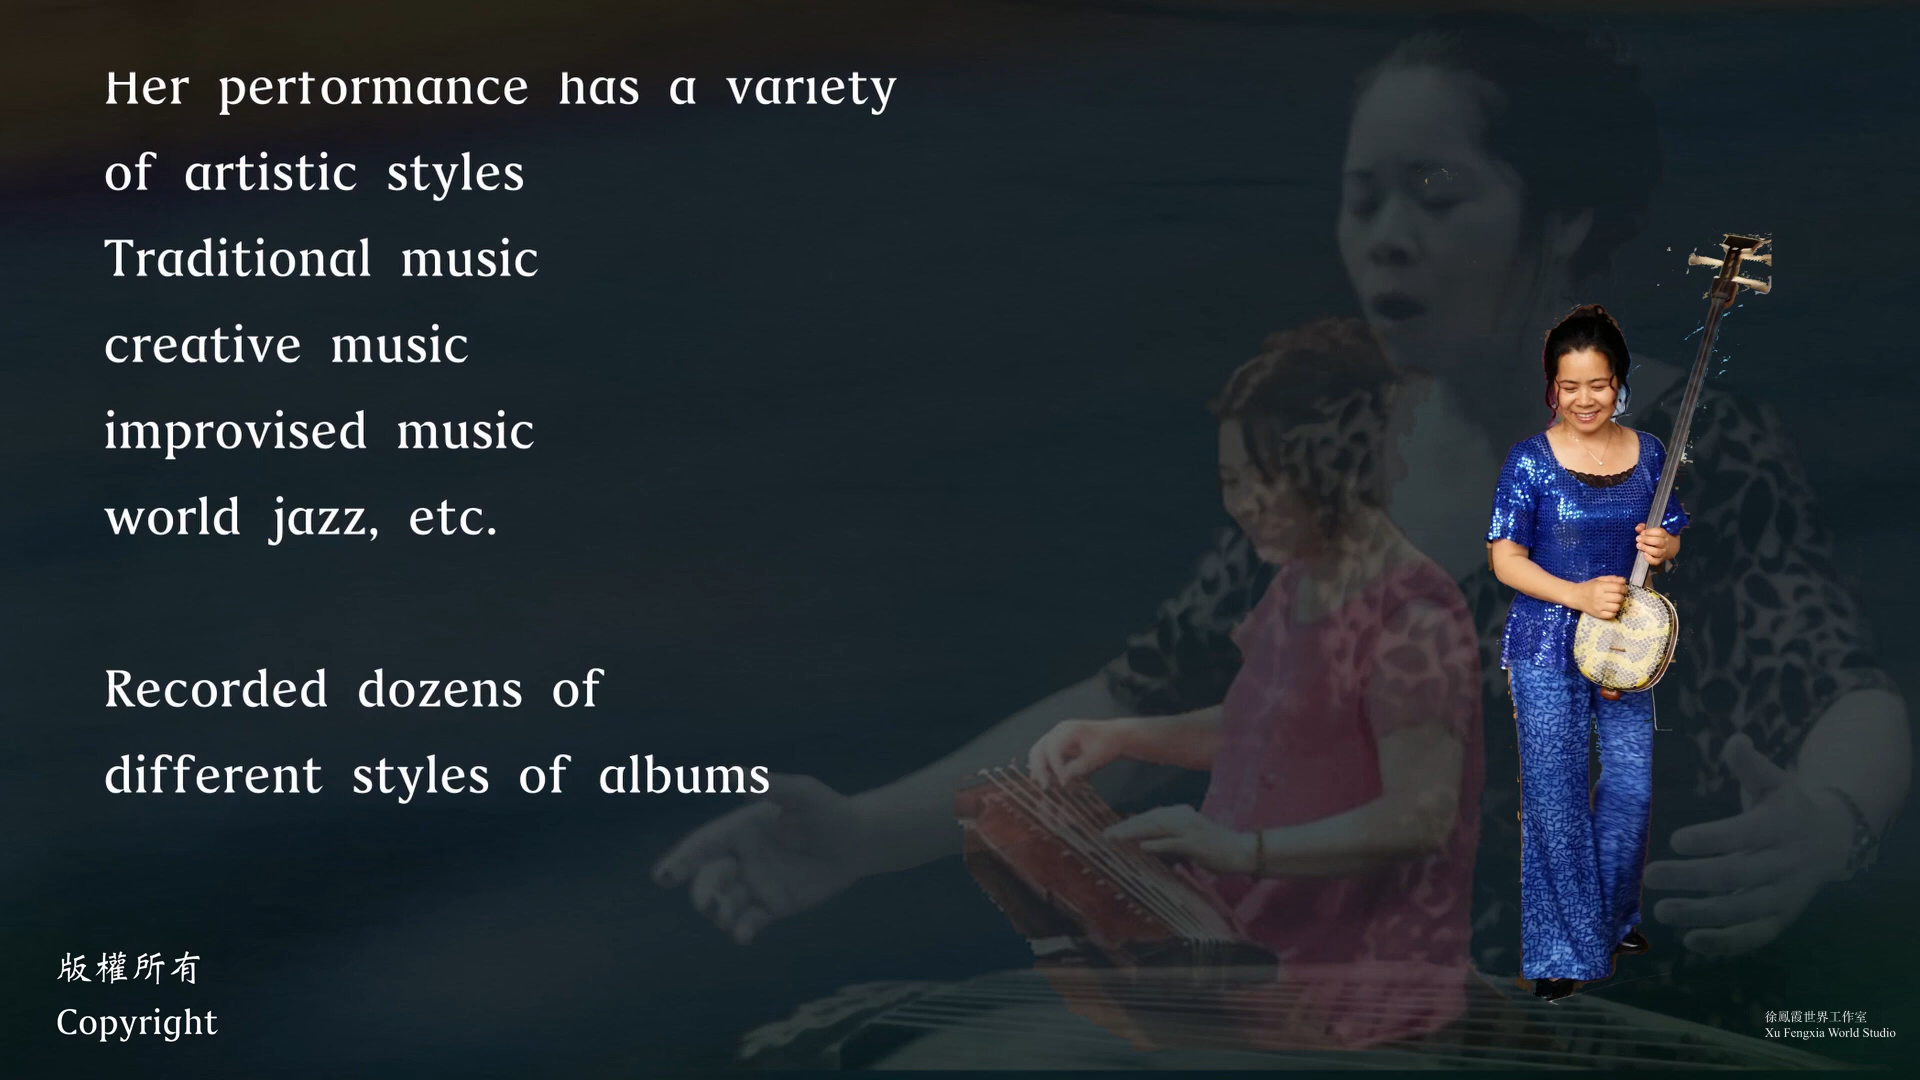 Her performance has a variety
of artistic styles
Traditional music
creative music
improvised music
world jazz, etc.
Recorded dozens of
different styles of albums
版權所有
Copyright
徐鳳霞世界工作室
Xu Fengxia World Studio